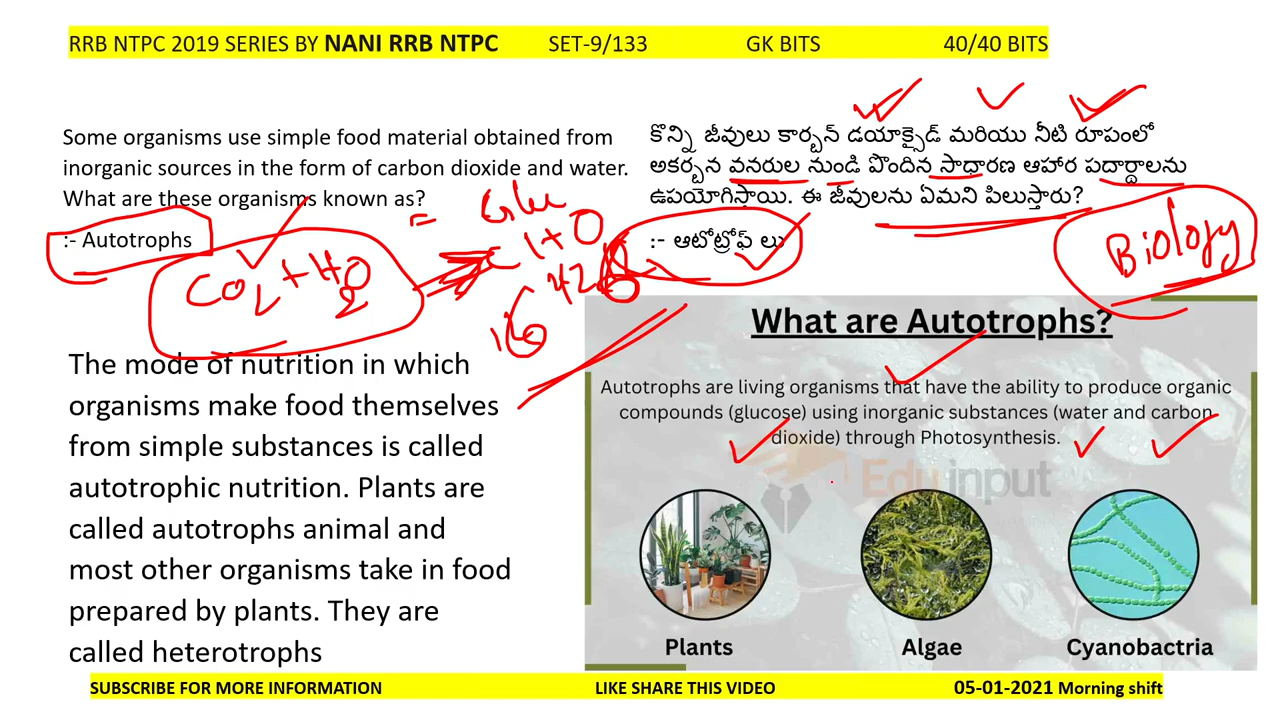 RRB NTPC 2019 SERIES BY NANI RRB NTPC SET-9/133 GK BITS 40/40 BITS
Some organisms use simple food material obtained from
inorganic sources in the form of carbon dioxide and water.
What are these organisms known as?
:- Autotrophs
కొన్ని జీవులు కార్బన్ డయాక్సైడ్ మరియు నీటి రూపంలో
అకర్బన వనరుల నుండి పొందిన సాధారణ ఆహార పదార్థాలను
ఉపయోగిస్తాయి. ఈ జీవులను ఏమని పిలుస్తారు?
:- ఆటోట్రోఫ్ లు
Biology
CO2 + H2O
= Glu
The mode of nutrition in which
organisms make food themselves
from simple substances is called
autotrophic nutrition. Plants are
called autotrophs animal and
most other organisms take in food
prepared by plants. They are
called heterotrophs
What are Autotrophs?
Autotrophs are living organisms that have the ability to produce organic
compounds (glucose) using inorganic substances (water and carbon
dioxide) through Photosynthesis.
Eduinput
Plants Algae Cyanobactria
SUBSCRIBE FOR MORE INFORMATION LIKE SHARE THIS VIDEO 05-01-2021 Morning shift